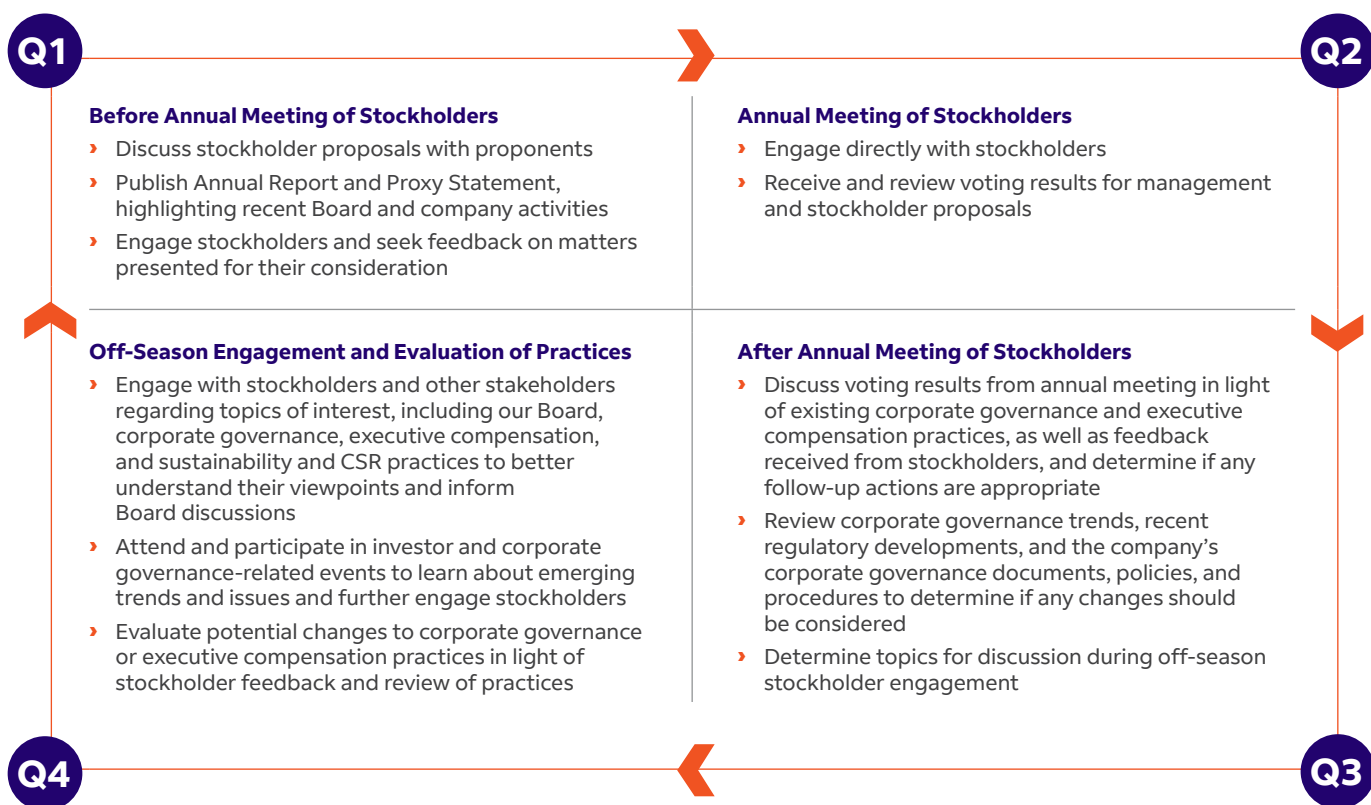 Q1
Q2
Before Annual Meeting of Stockholders
› Discuss stockholder proposals with proponents
› Publish Annual Report and Proxy Statement,
highlighting recent Board and company activities
› Engage stockholders and seek feedback on matters
presented for their consideration
Annual Meeting of Stockholders
› Engage directly with stockholders
› Receive and review voting results for management
and stockholder proposals
Off-Season Engagement and Evaluation of Practices
› Engage with stockholders and other stakeholders
regarding topics of interest, including our Board,
corporate governance, executive compensation,
and sustainability and CSR practices to better
understand their viewpoints and inform
Board discussions
› Attend and participate in investor and corporate
governance-related events to learn about emerging
trends and issues and further engage stockholders
› Evaluate potential changes to corporate governance
or executive compensation practices in light of
stockholder feedback and review of practices
After Annual Meeting of Stockholders
› Discuss voting results from annual meeting in light
of existing corporate governance and executive
compensation practices, as well as feedback
received from stockholders, and determine if any
follow-up actions are appropriate
› Review corporate governance trends, recent
regulatory developments, and the company’s
corporate governance documents, policies, and
procedures to determine if any changes should
be considered
› Determine topics for discussion during off-season
stockholder engagement
Q4
Q3